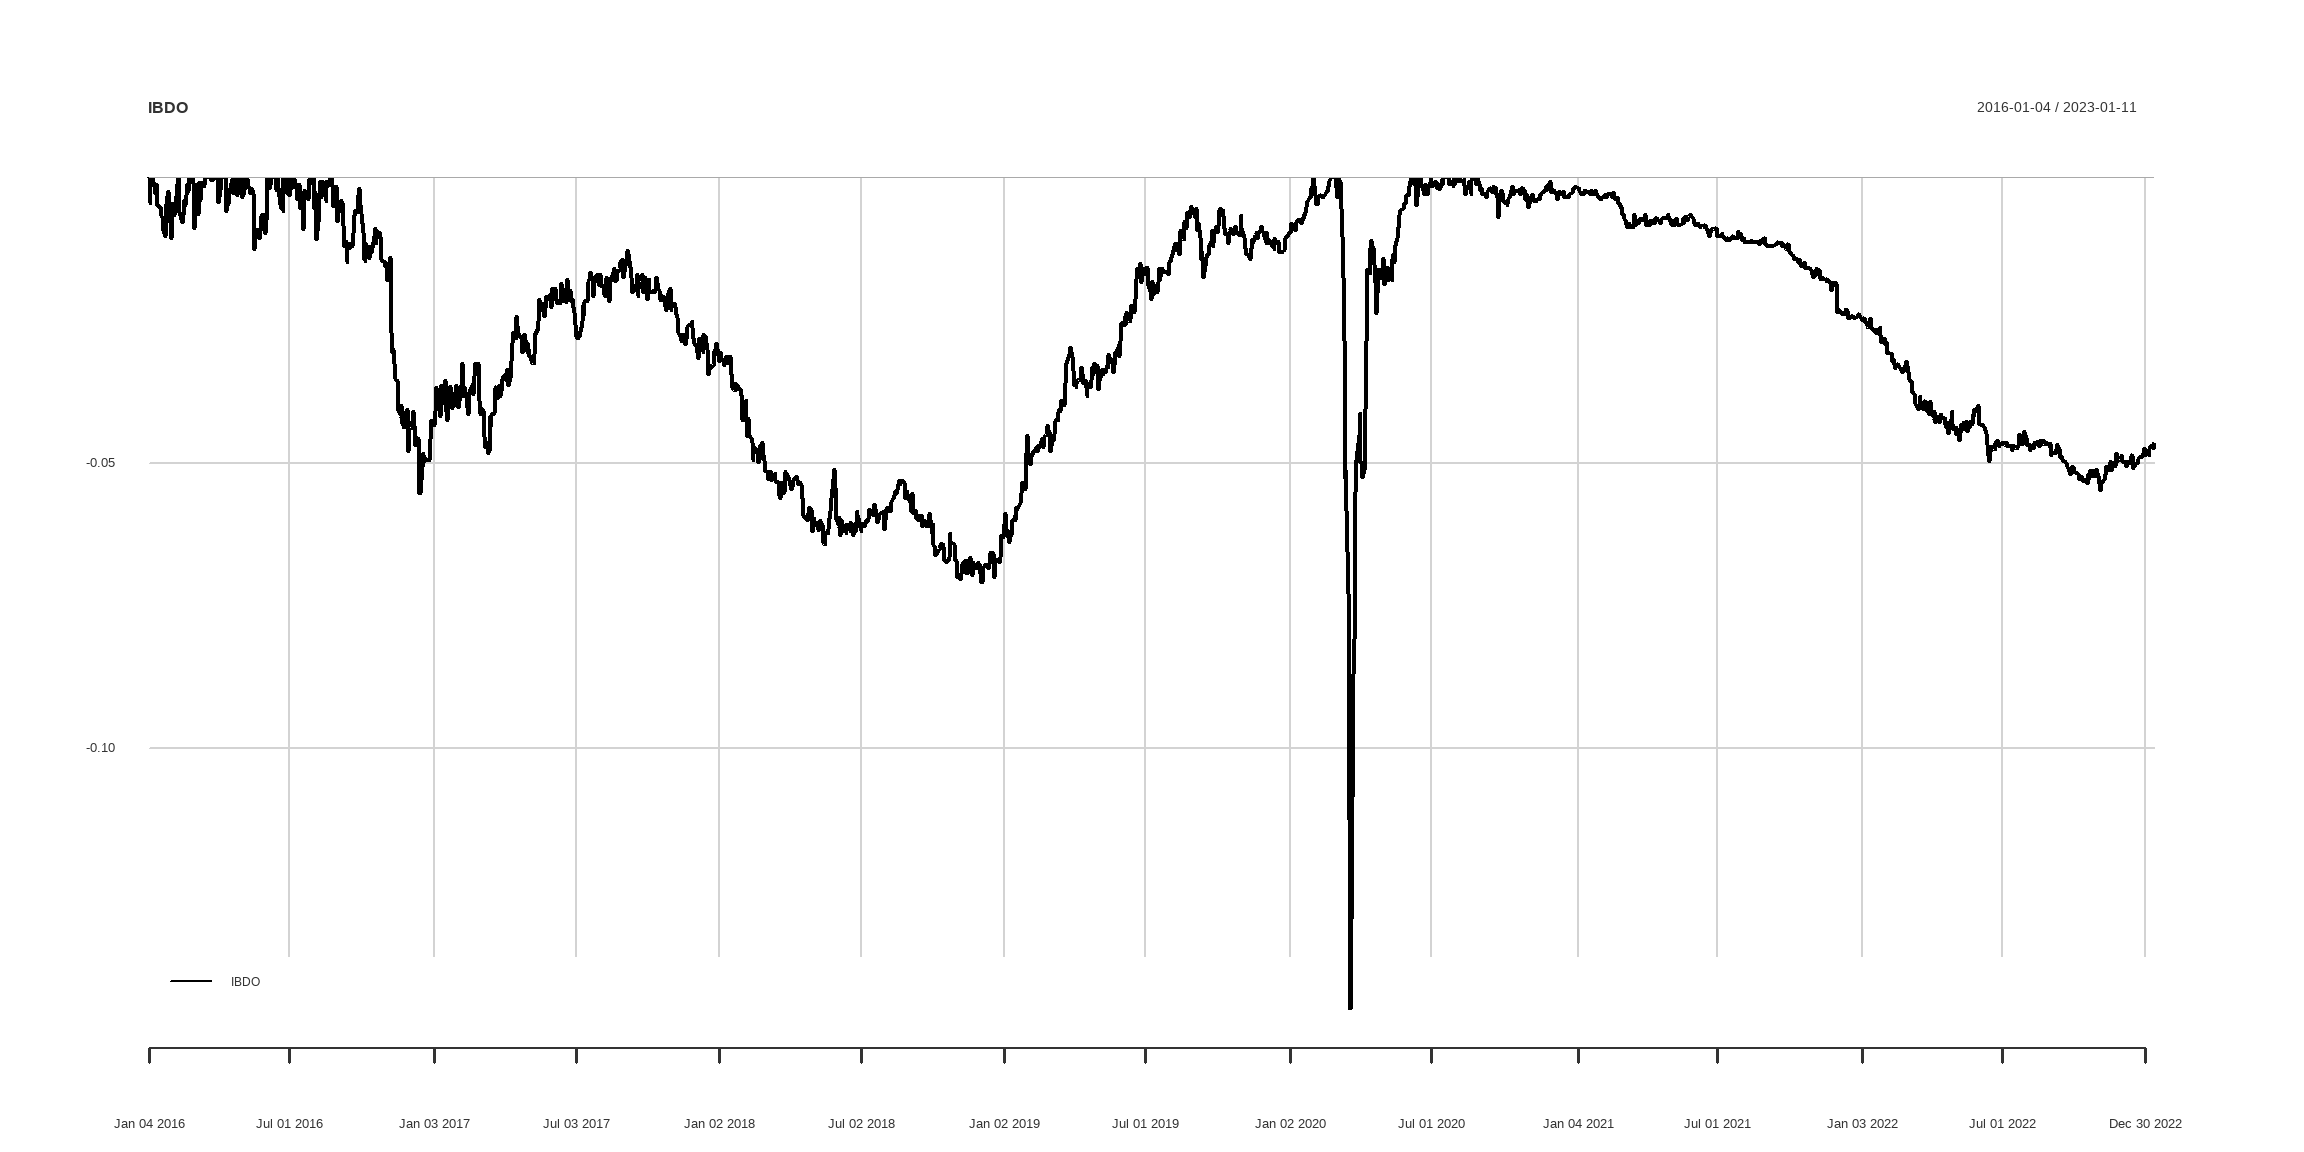 IBDO
2016-01-04 / 2023-01-11
-0.05
-0.10
IBDO
Jan 04 2016
Jul 01 2016
Jan 03 2017
Jul 03 2017
Jan 02 2018
Jul 02 2018
Jan 02 2019
Jul 01 2019
Jan 02 2020
Jul 01 2020
Jan 04 2021
Jul 01 2021
Jan 03 2022
Jul 01 2022
Dec 30 2022